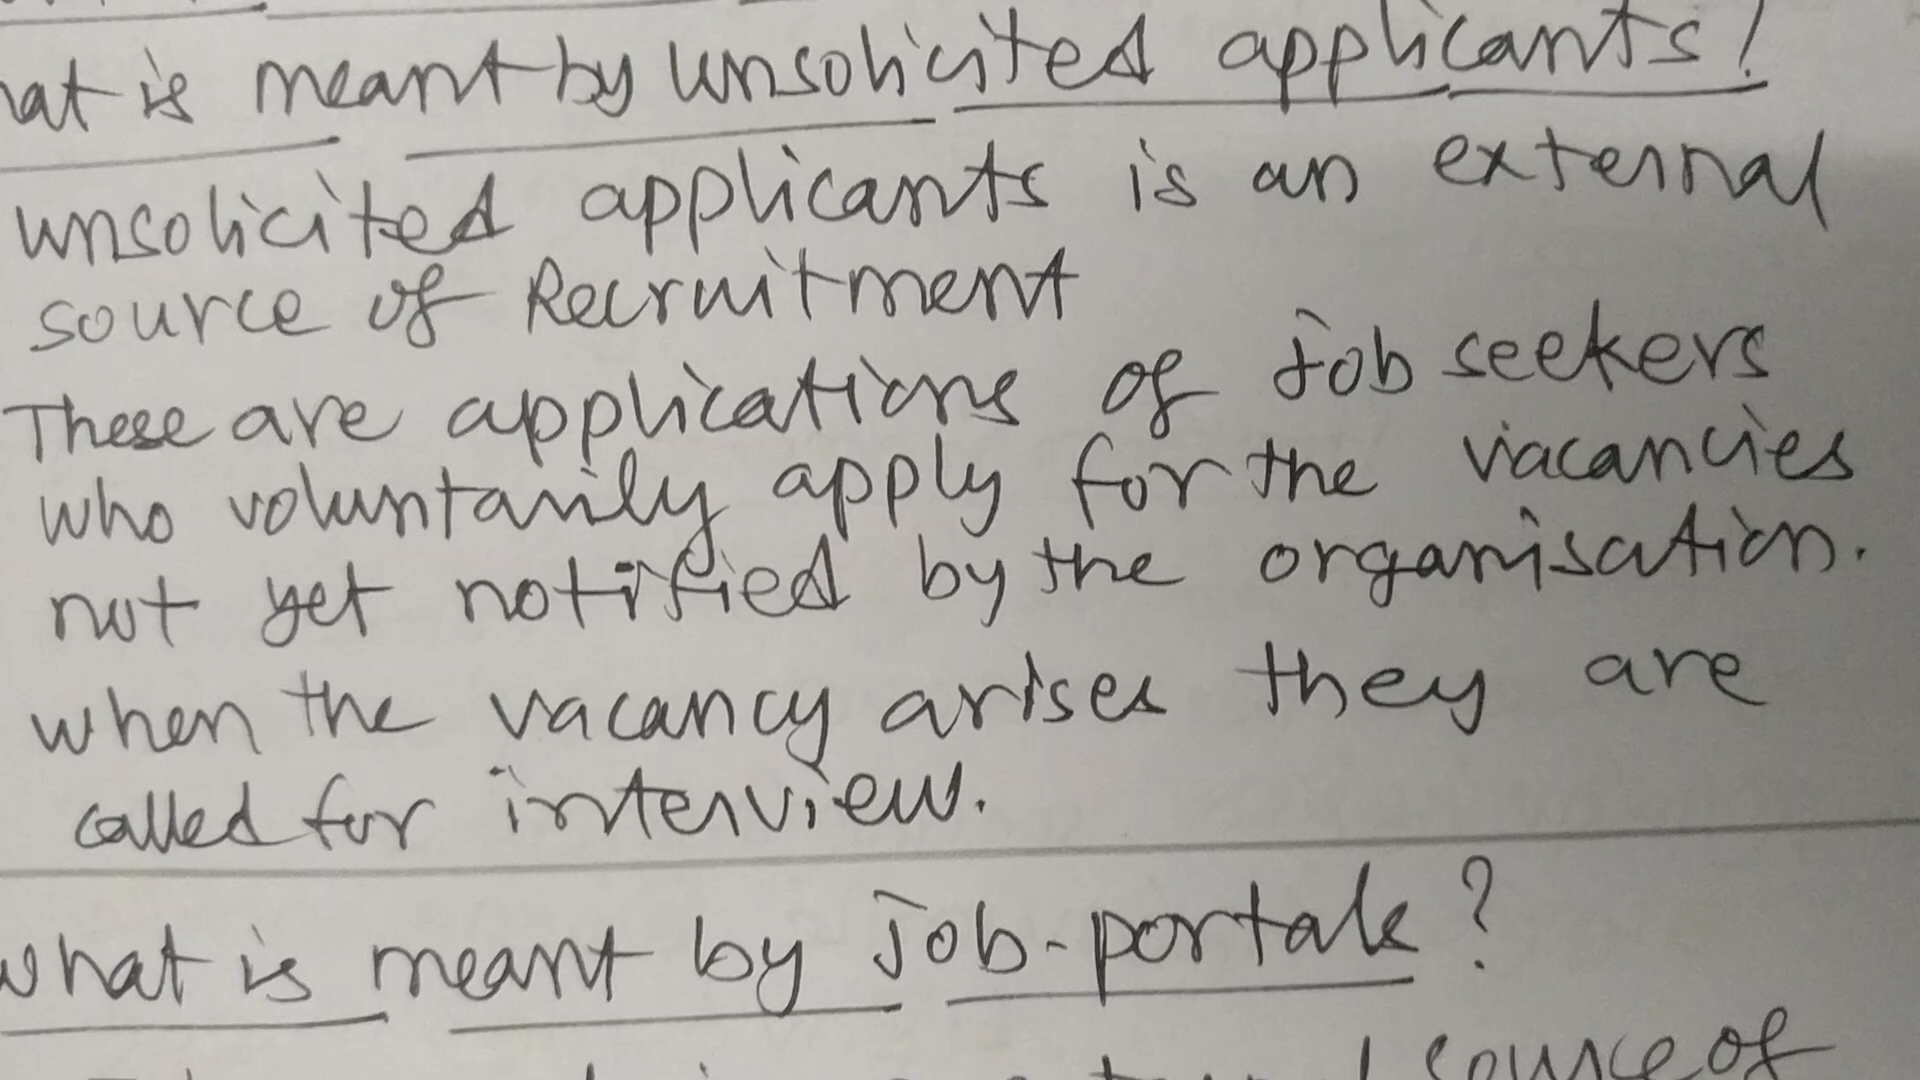 at is meant by unsolicited applicants?
unsolicited applicants is an external
source of Recruitment
These are applications of Job seekers
who voluntarily apply for the vacancies
not yet notified by the organisation.
when the vacancy arises they are
called for interview.
what is meant by Job-portals?
source of